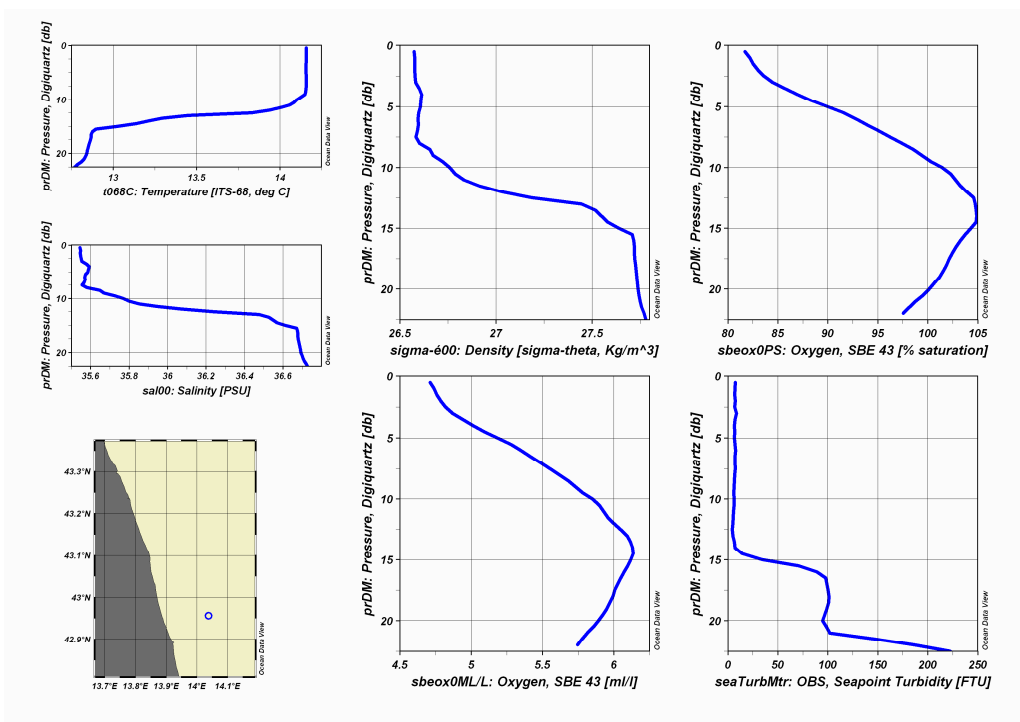 prDM: Pressure, Digiquartz [db]
0
10
20
13
13.5
14
t068C: Temperature [ITS-68, deg C]
Ocean Data View
prDM: Pressure, Digiquartz [db]
0
10
20
35.6
35.8
36
36.2
36.4
36.6
sal00: Salinity [PSU]
Ocean Data View
43.3°N
43.2°N
43.1°N
43°N
42.9°N
13.7°E
13.8°E
13.9°E
14°E
14.1°E
Ocean Data View
prDM: Pressure, Digiquartz [db]
0
5
10
15
20
26.5
27
27.5
sigma-é00: Density [sigma-theta, Kg/m^3]
Ocean Data View
prDM: Pressure, Digiquartz [db]
0
5
10
15
20
80
85
90
95
100
105
sbeox0PS: Oxygen, SBE 43 [% saturation]
Ocean Data View
prDM: Pressure, Digiquartz [db]
0
5
10
15
20
4.5
5
5.5
6
sbeox0ML/L: Oxygen, SBE 43 [ml/l]
Ocean Data View
prDM: Pressure, Digiquartz [db]
0
5
10
15
20
0
50
100
150
200
250
seaTurbMtr: OBS, Seapoint Turbidity [FTU]
Ocean Data View